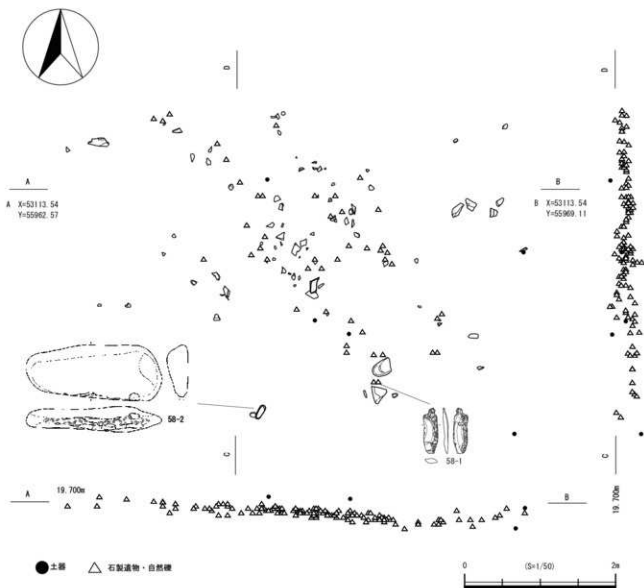 D
D
A
B
A X=53113.54
Y=55962.57
B X=53113.54
Y=55969.11
58-2
58-1
C
C
A 19.700m
B
19.700m
●土器 △ 石製遺物・自然礫
0 (S=1/50) 2m